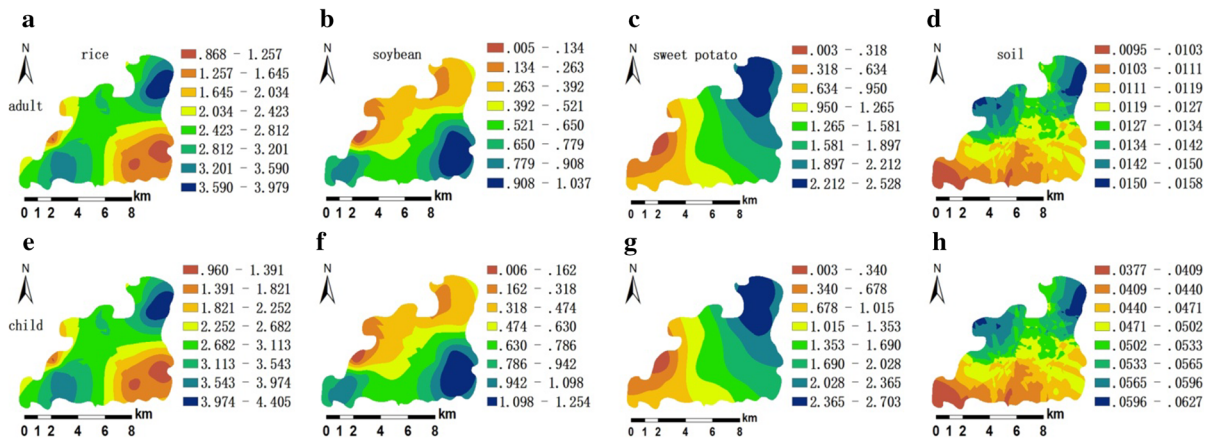 a
N
rice
adult
.868 - 1.257
1.257 - 1.645
1.645 - 2.034
2.034 - 2.423
2.423 - 2.812
2.812 - 3.201
3.201 - 3.590
3.590 - 3.979
km
0 1 2 4 6 8
b
N
soybean
.005 - .134
.134 - .263
.263 - .392
.392 - .521
.521 - .650
.650 - .779
.779 - .908
.908 - 1.037
km
0 1 2 4 6 8
c
N
sweet potato
.003 - .318
.318 - .634
.634 - .950
.950 - 1.265
1.265 - 1.581
1.581 - 1.897
1.897 - 2.212
2.212 - 2.528
km
0 1 2 4 6 8
d
N
soil
.0095 - .0103
.0103 - .0111
.0111 - .0119
.0119 - .0127
.0127 - .0134
.0134 - .0142
.0142 - .0150
.0150 - .0158
km
0 1 2 4 6 8
e
N
child
.960 - 1.391
1.391 - 1.821
1.821 - 2.252
2.252 - 2.682
2.682 - 3.113
3.113 - 3.543
3.543 - 3.974
3.974 - 4.405
km
0 1 2 4 6 8
f
N
.006 - .162
.162 - .318
.318 - .474
.474 - .630
.630 - .786
.786 - .942
.942 - 1.098
1.098 - 1.254
km
0 1 2 4 6 8
g
N
.003 - .340
.340 - .678
.678 - 1.015
1.015 - 1.353
1.353 - 1.690
1.690 - 2.028
2.028 - 2.365
2.365 - 2.703
km
0 1 2 4 6 8
h
N
.0377 - .0409
.0409 - .0440
.0440 - .0471
.0471 - .0502
.0502 - .0533
.0533 - .0565
.0565 - .0596
.0596 - .0627
km
0 1 2 4 6 8